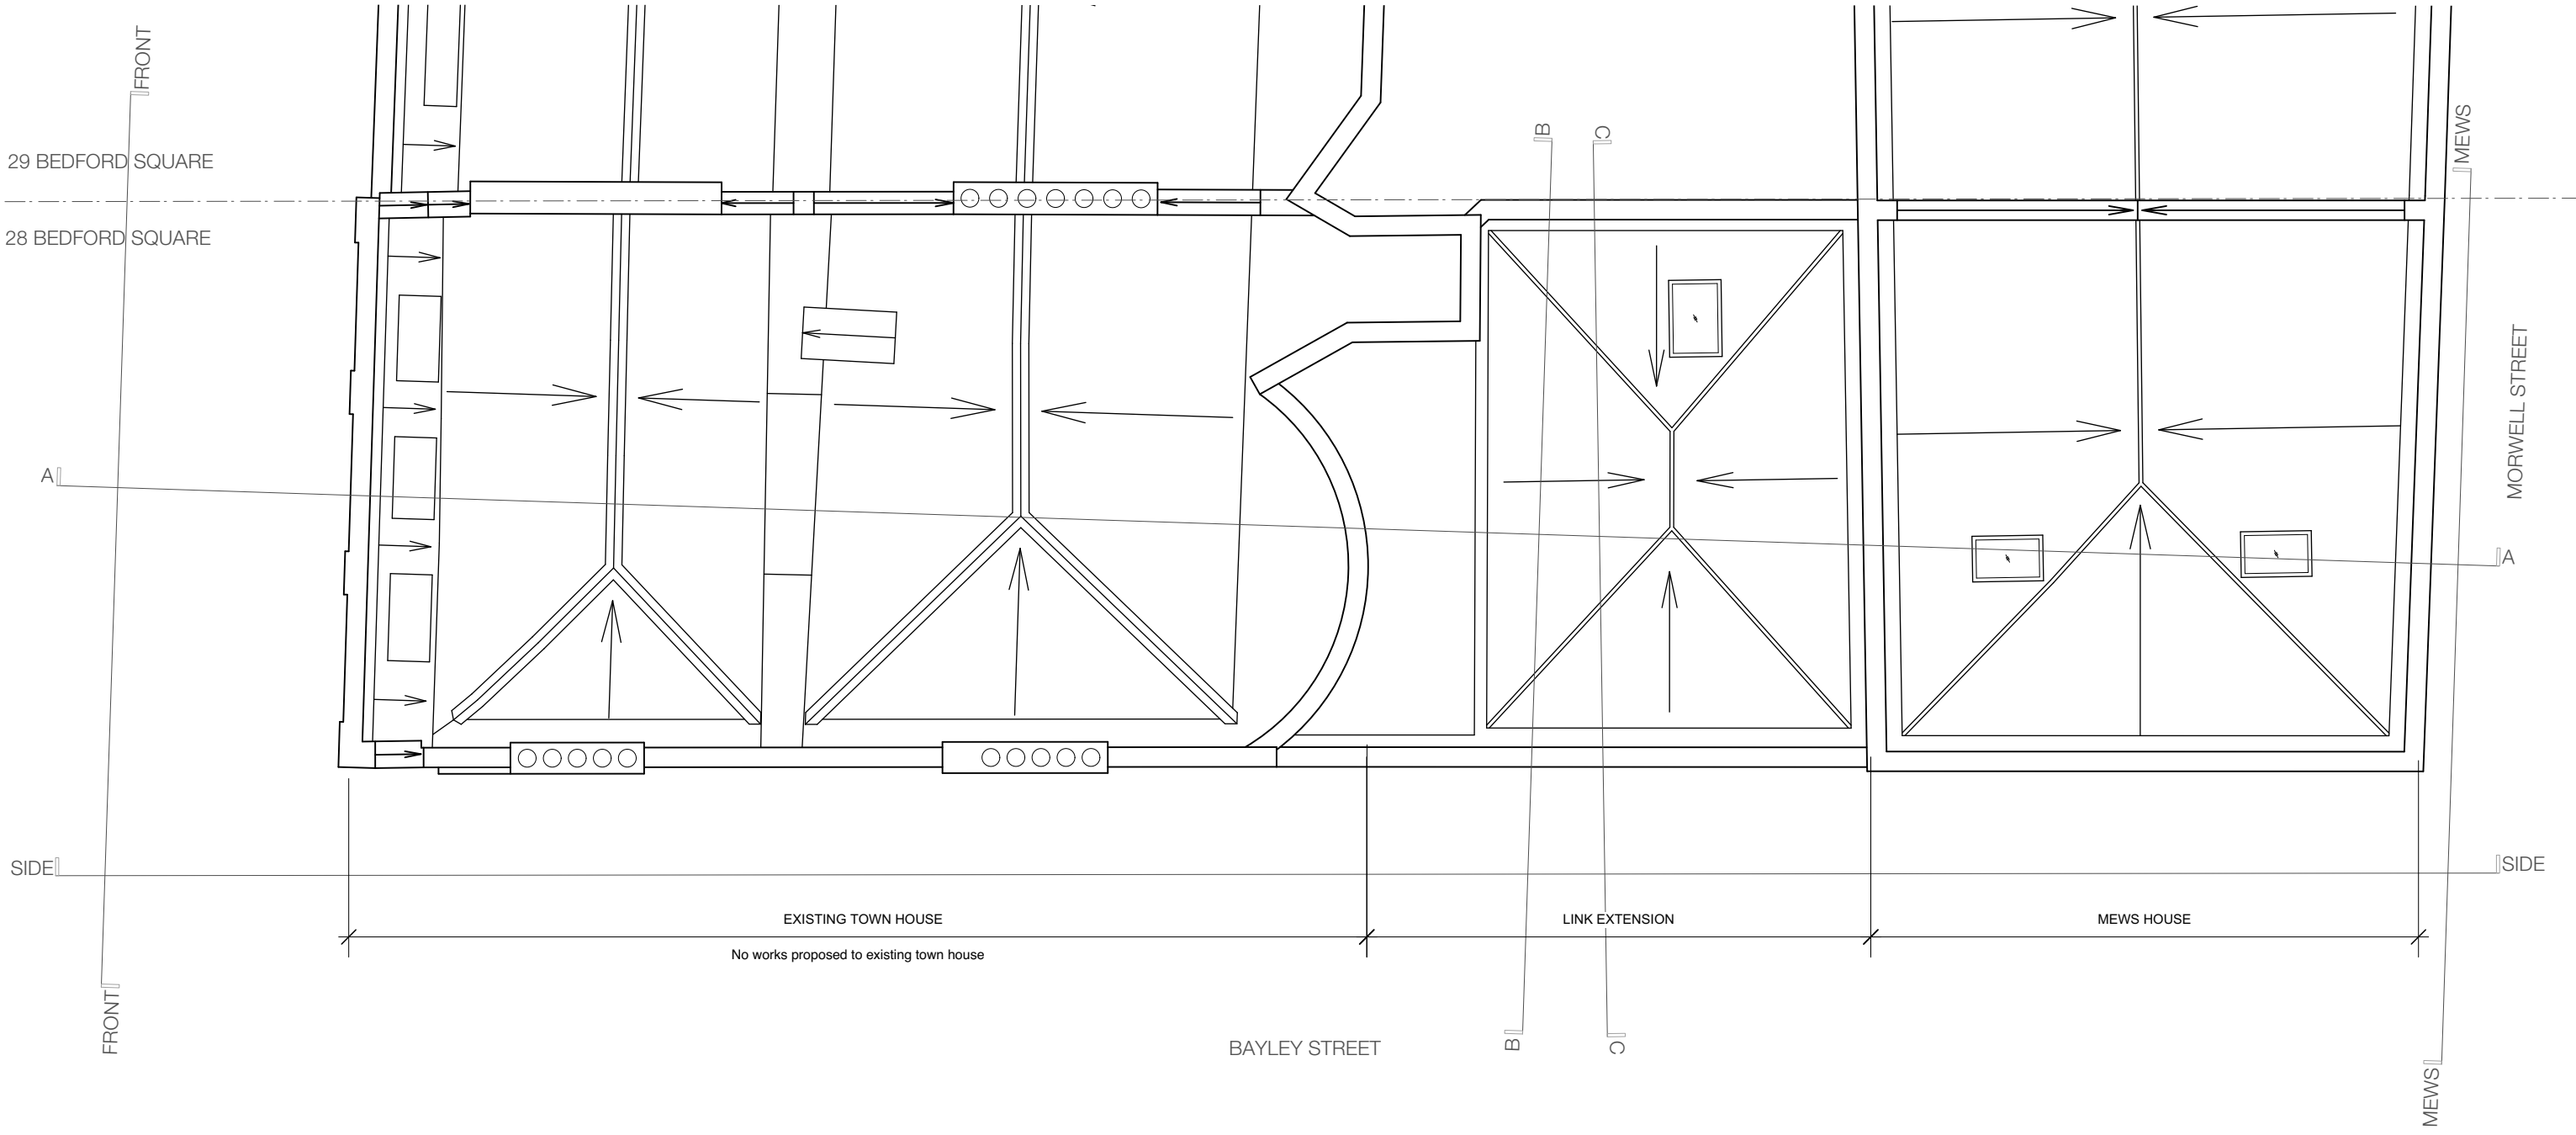 FRONT
B
C
MEWS
29 BEDFORD SQUARE
28 BEDFORD SQUARE
MORWELL STREET
A
A
SIDE
SIDE
EXISTING TOWN HOUSE
LINK EXTENSION
MEWS HOUSE
No works proposed to existing town house
FRONT
BAYLEY STREET
B
C
MEWS